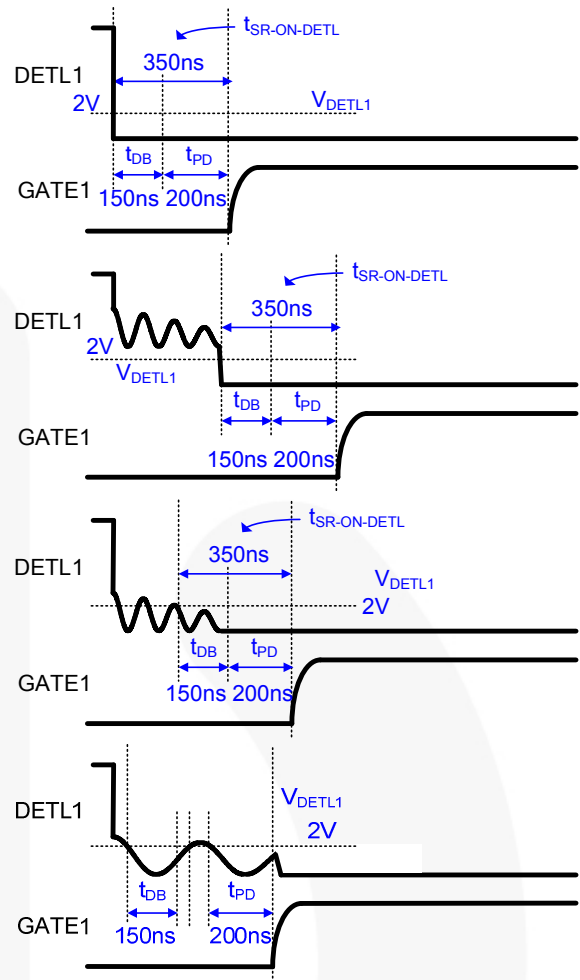 tSR-ON-DETL
350ns
DETL1
2V
VDETL1
tDB tPD
GATE1
150ns 200ns
tSR-ON-DETL
350ns
DETL1
2V
VDETL1
tDB tPD
GATE1
150ns 200ns
tSR-ON-DETL
350ns
DETL1
VDETL1
2V
tDB tPD
GATE1
150ns 200ns
VDETL1
DETL1
2V
tDB tPD
GATE1
150ns 200ns